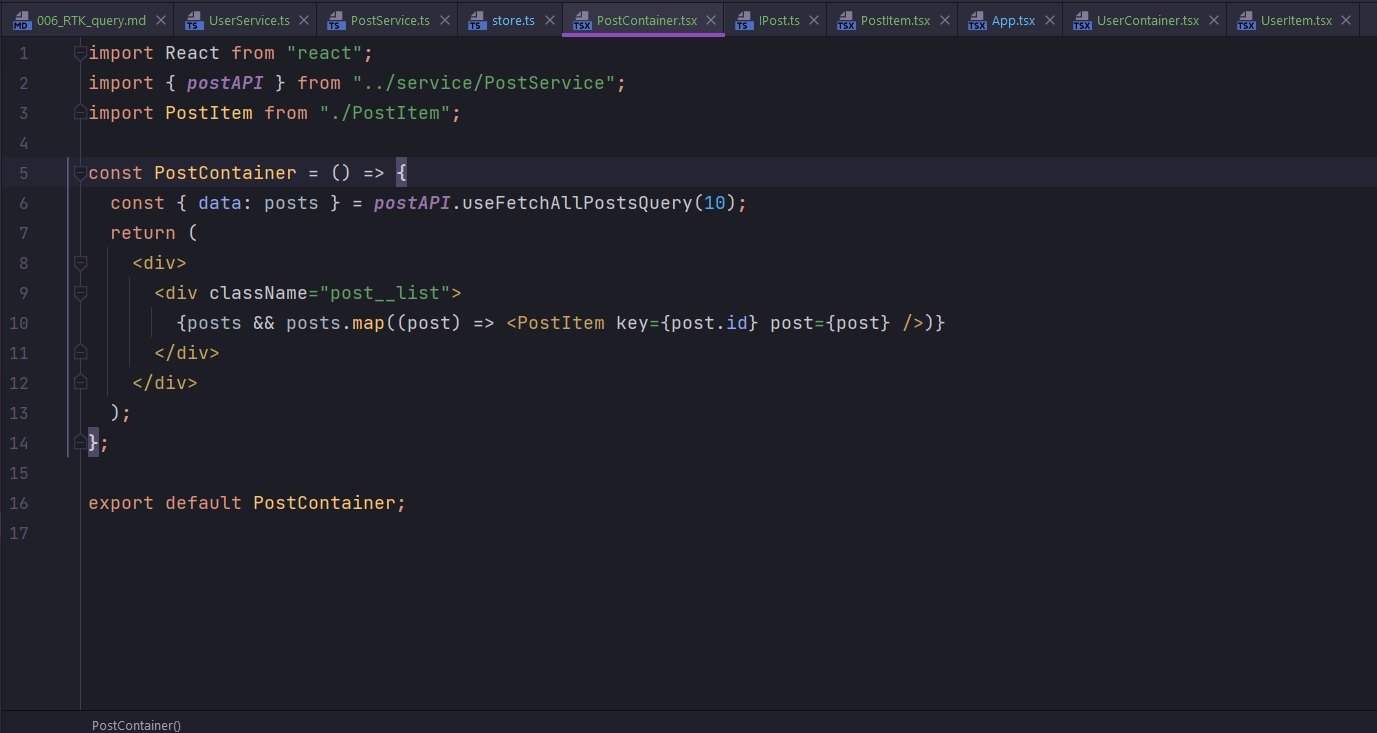 006_RTK_query.md UserService.ts PostService.ts store.ts PostContainer.tsx IPost.ts PostItem.tsx App.tsx UserContainer.tsx UserItem.tsx
MD TS TS TS TSX TS TSX TSX TSX TSX
1 import React from "react";
2 import { postAPI } from "../service/PostService";
3 import PostItem from "./PostItem";
4
5 const PostContainer = () => {
6   const { data: posts } = postAPI.useFetchAllPostsQuery(10);
7   return (
8     <div>
9       <div className="post__list">
10         {posts && posts.map((post) => <PostItem key={post.id} post={post} />)}
11       </div>
12     </div>
13   );
14 };
15
16 export default PostContainer;
17
PostContainer()